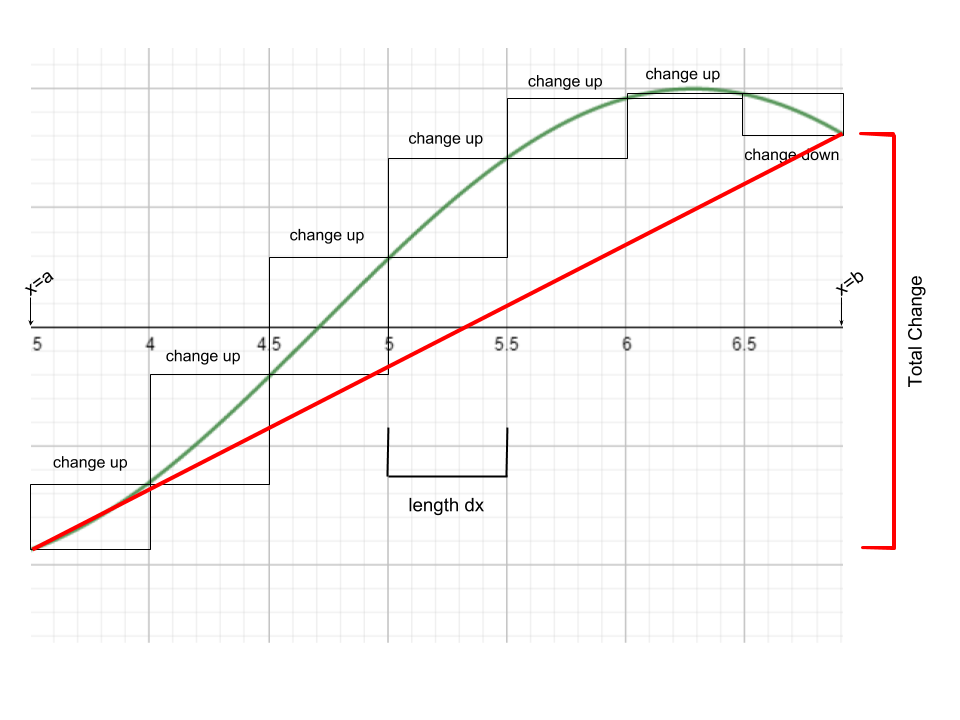 change up
change up
change up
change down
change up
change up
x=a
x=b
5
4
4.5
5
5.5
6
6.5
change up
change up
length dx
Total Change